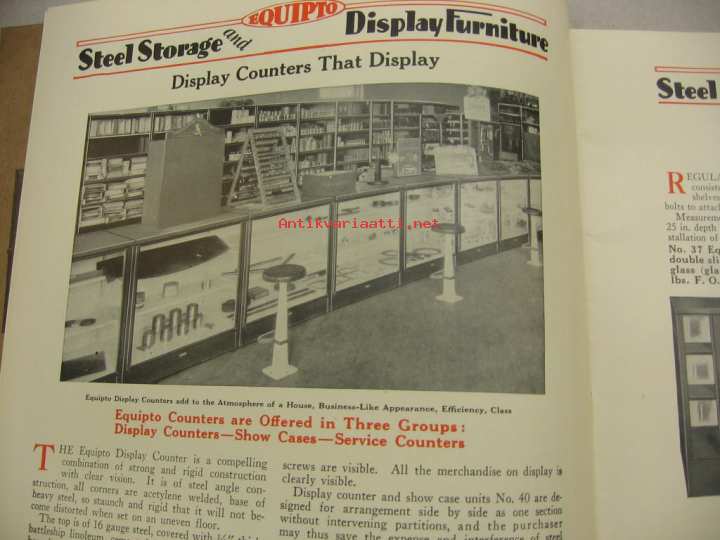 EQUIPTO
Steel Storage and Display Furniture
Display Counters That Display
Antikvariaatti.net
Equipto Display Counters add to the Atmosphere of a House, Business-Like Appearance, Efficiency, Class
Equipto Counters are Offered in Three Groups:
Display Counters—Show Cases—Service Counters
THE Equipto Display Counter is a compelling
combination of strong and rigid construction
with clear vision. It is of steel angle con-
struction, all corners are acetylene welded, base of
heavy steel, so staunch and rigid that it will not be-
come distorted when set on an uneven floor.
The top is of 16 gauge steel, covered with
battleship linoleum,
screws are visible. All the merchandise on display is
clearly visible.
Display counter and show case units No. 40 are de-
signed for arrangement side by side as one section
without intervening partitions, and the purchaser
may thus save the expense and interference of steel
Steel
REGULA
consist
shelves
bolts to attac
Measurem
25 in. depth
stallation of
No. 37 Eq
double sli
glass (gla
lbs. F. O.